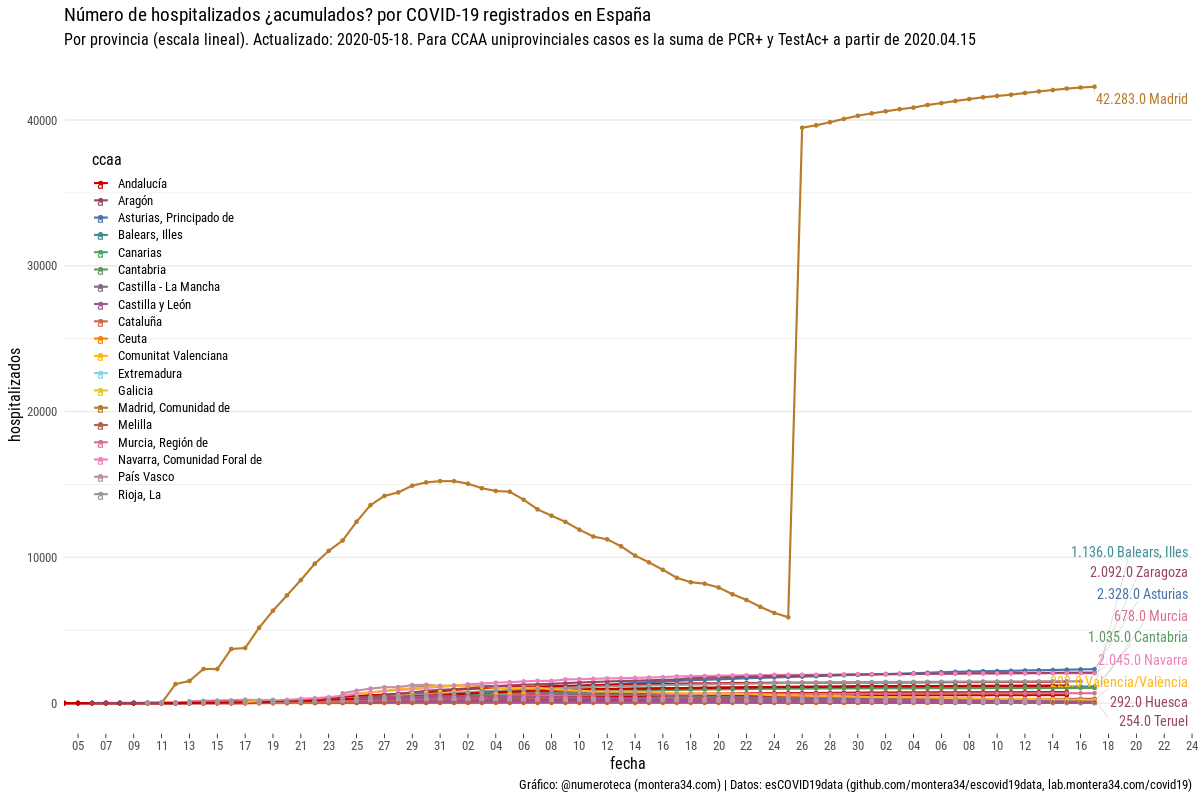 Número de hospitalizados ¿acumulados? por COVID-19 registrados en España
Por provincia (escala lineal). Actualizado: 2020-05-18. Para CCAA uniprovinciales casos es la suma de PCR+ y TestAc+ a partir de 2020.04.15
42.283.0 Madrid
40000
ccaa
Andalucía
Aragón
Asturias, Principado de
Balears, Illes
Canarias
Cantabria
Castilla - La Mancha
Castilla y León
Cataluña
Ceuta
Comunitat Valenciana
Extremadura
Galicia
Madrid, Comunidad de
Melilla
Murcia, Región de
Navarra, Comunidad Foral de
País Vasco
Rioja, La
30000
20000
10000
0
hospitalizados
1.136.0 Balears, Illes
2.092.0 Zaragoza
2.328.0 Asturias
678.0 Murcia
1.035.0 Cantabria
2.045.0 Navarra
Valencia/València
292.0 Huesca
254.0 Teruel
05 07 09 11 13 15 17 19 21 23 25 27 29 31 02 04 06 08 10 12 14 16 18 20 22 24 26 28 30 02 04 06 08 10 12 14 16 18 20 22 24
fecha
Gráfico: @numeroteca (montera34.com) | Datos: esCOVID19data (github.com/montera34/escovid19data, lab.montera34.com/covid19)